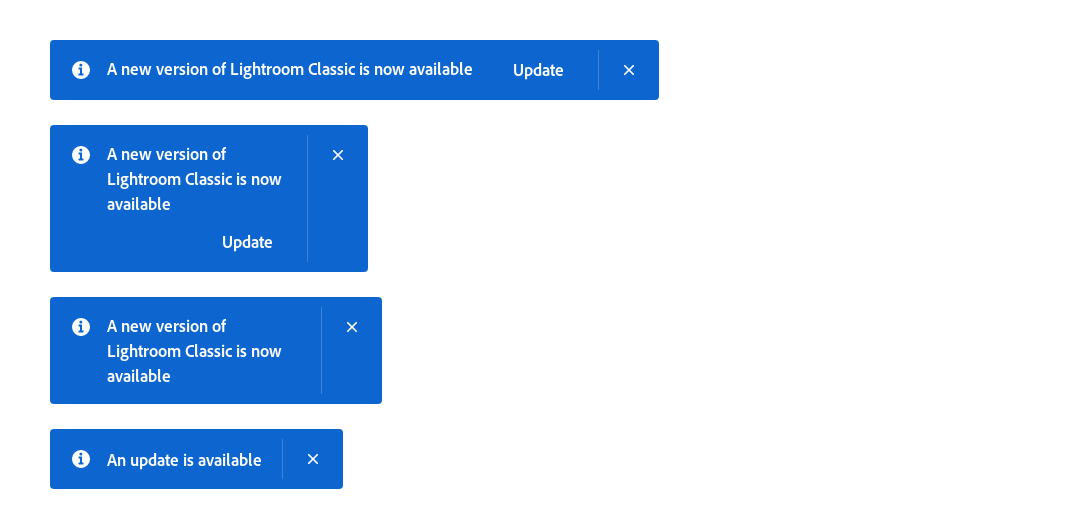 A new version of Lightroom Classic is now available Update
A new version of
Lightroom Classic is now
available
Update
A new version of
Lightroom Classic is now
available
An update is available